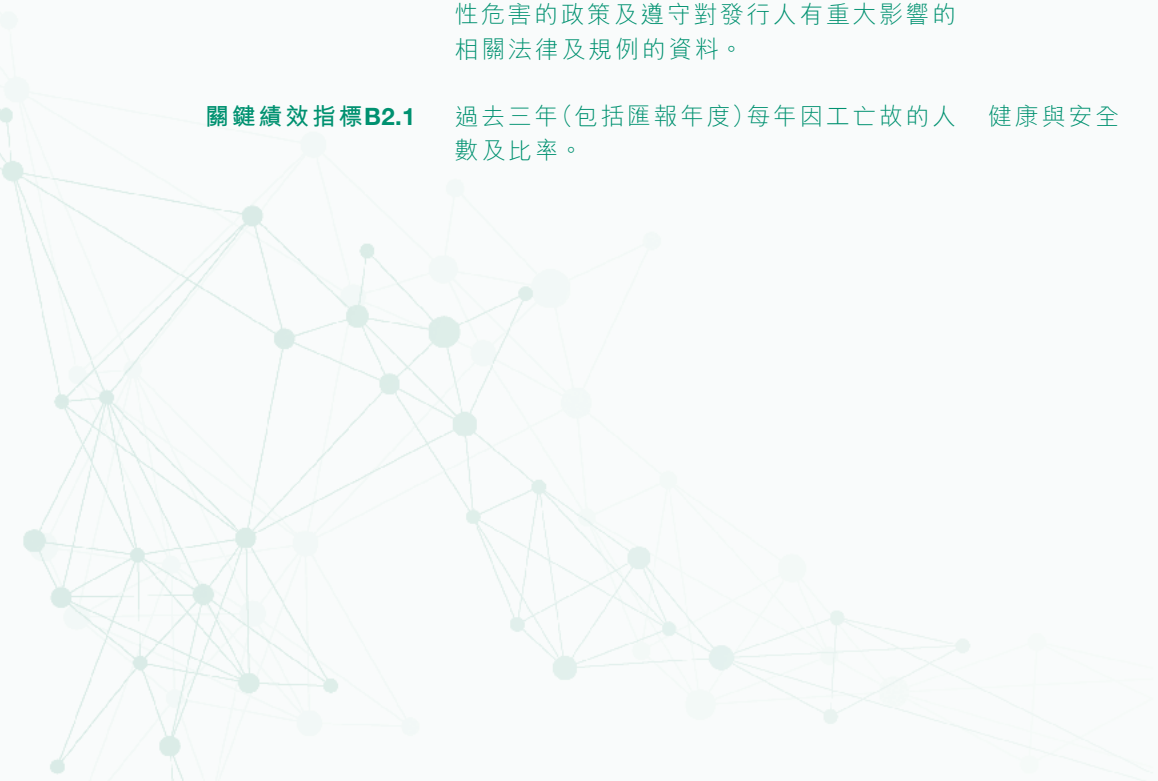 性危害的政策及遵守對發行人有重大影響的
相關法律及規例的資料。
關鍵績效指標B2.1 過去三年(包括匯報年度)每年因工亡故的人 健康與安全
數及比率。